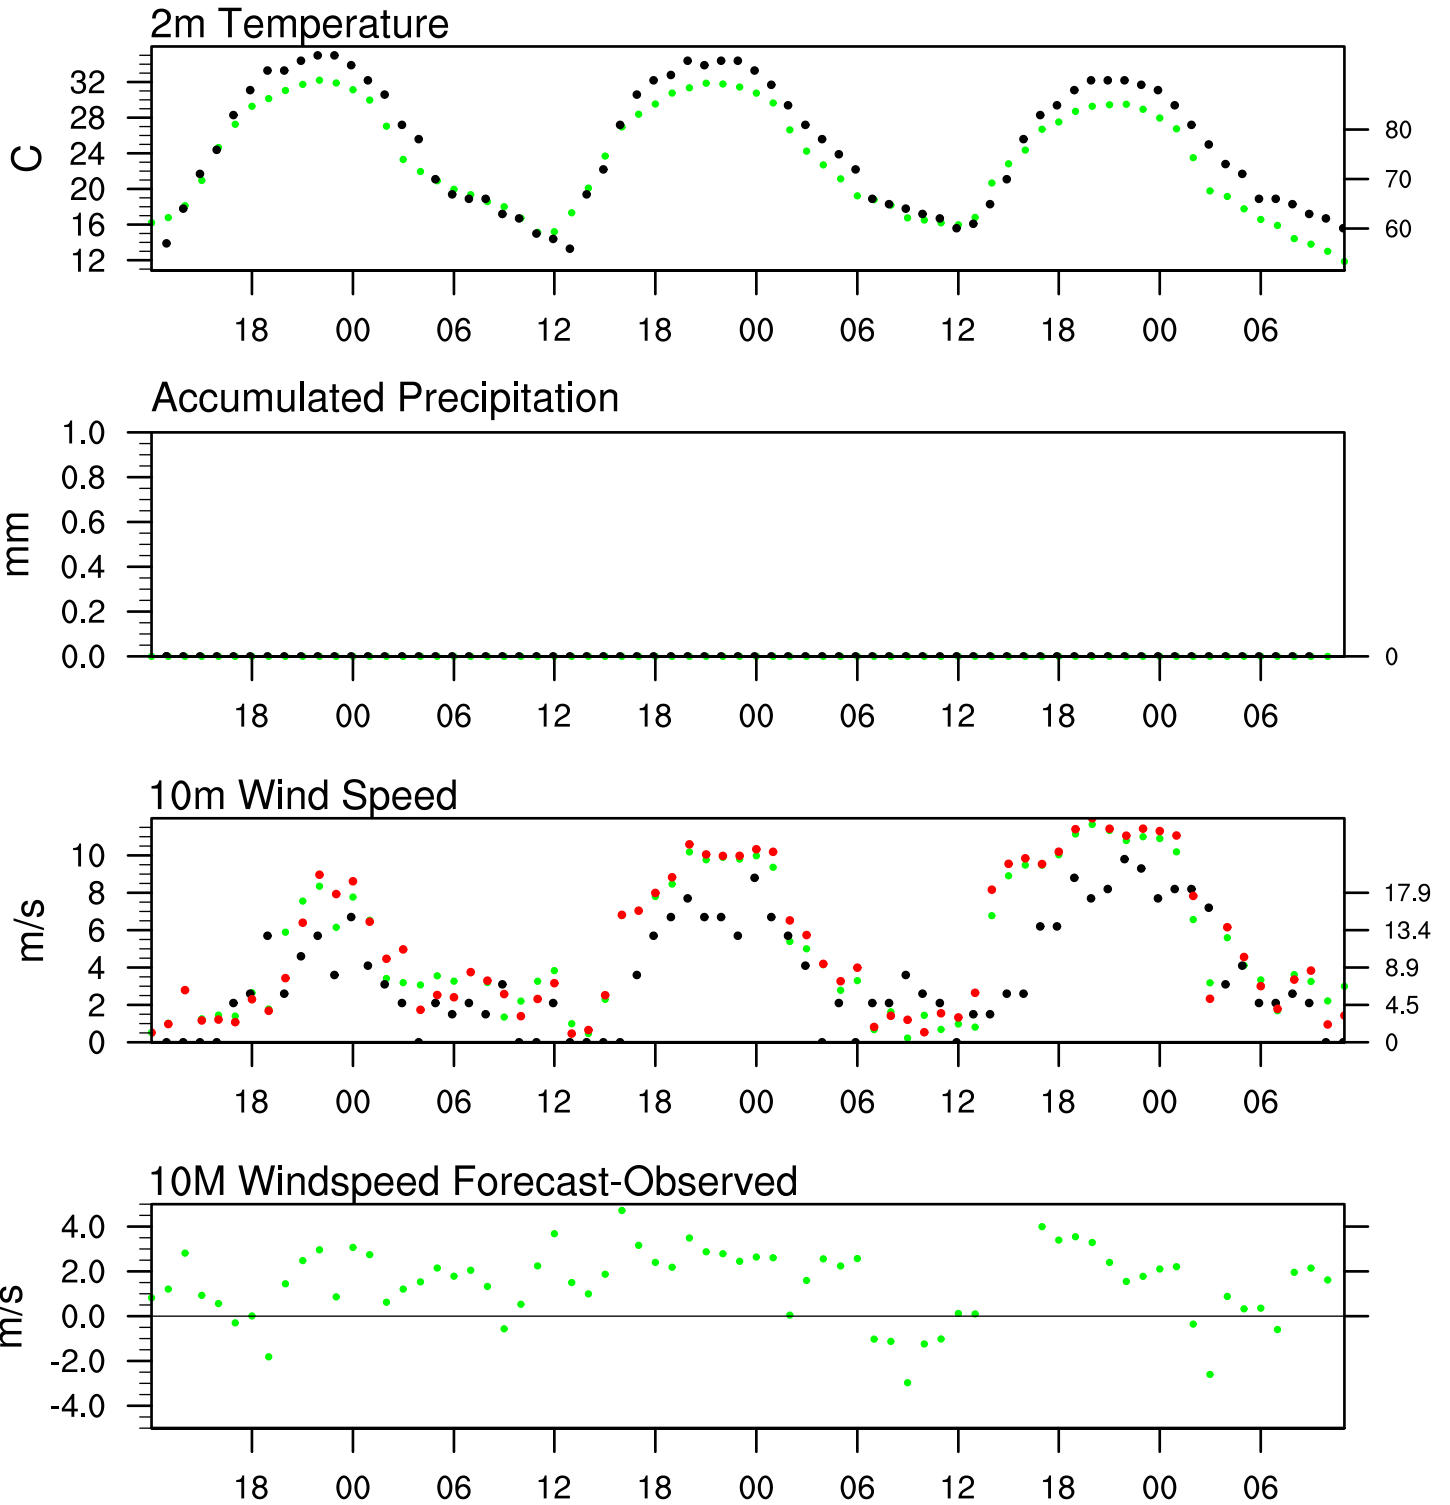 2m Temperature
C
32
28
24
20
16
12
80
70
60
18 00 06 12 18 00 06 12 18 00 06
Accumulated Precipitation
mm
1.0
0.8
0.6
0.4
0.2
0.0
0
18 00 06 12 18 00 06 12 18 00 06
10m Wind Speed
m/s
10
8
6
4
2
0
17.9
13.4
8.9
4.5
0
18 00 06 12 18 00 06 12 18 00 06
10M Windspeed Forecast-Observed
m/s
4.0
2.0
0.0
-2.0
-4.0
18 00 06 12 18 00 06 12 18 00 06